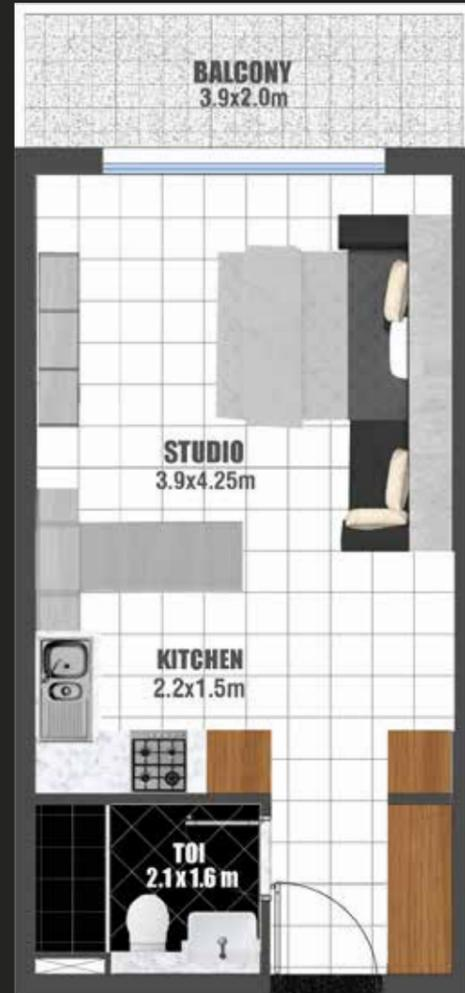 BALCONY
3.9x2.0m
STUDIO
3.9x4.25m
KITCHEN
2.2x1.5m
TOI
2.1x1.6 m